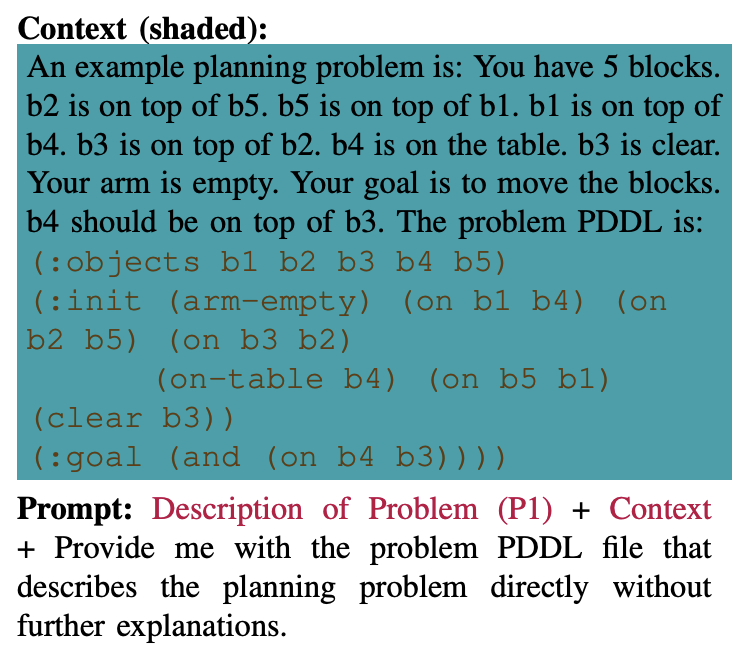 Context (shaded):
An example planning problem is: You have 5 blocks.
b2 is on top of b5. b5 is on top of b1. b1 is on top of
b4. b3 is on top of b2. b4 is on the table. b3 is clear.
Your arm is empty. Your goal is to move the blocks.
b4 should be on top of b3. The problem PDDL is:
(:objects b1 b2 b3 b4 b5)
(:init (arm-empty) (on b1 b4) (on
b2 b5) (on b3 b2)
(on-table b4) (on b5 b1)
(clear b3))
(:goal (and (on b4 b3))))
Prompt: Description of Problem (P1) + Context
+ Provide me with the problem PDDL file that
describes the planning problem directly without
further explanations.